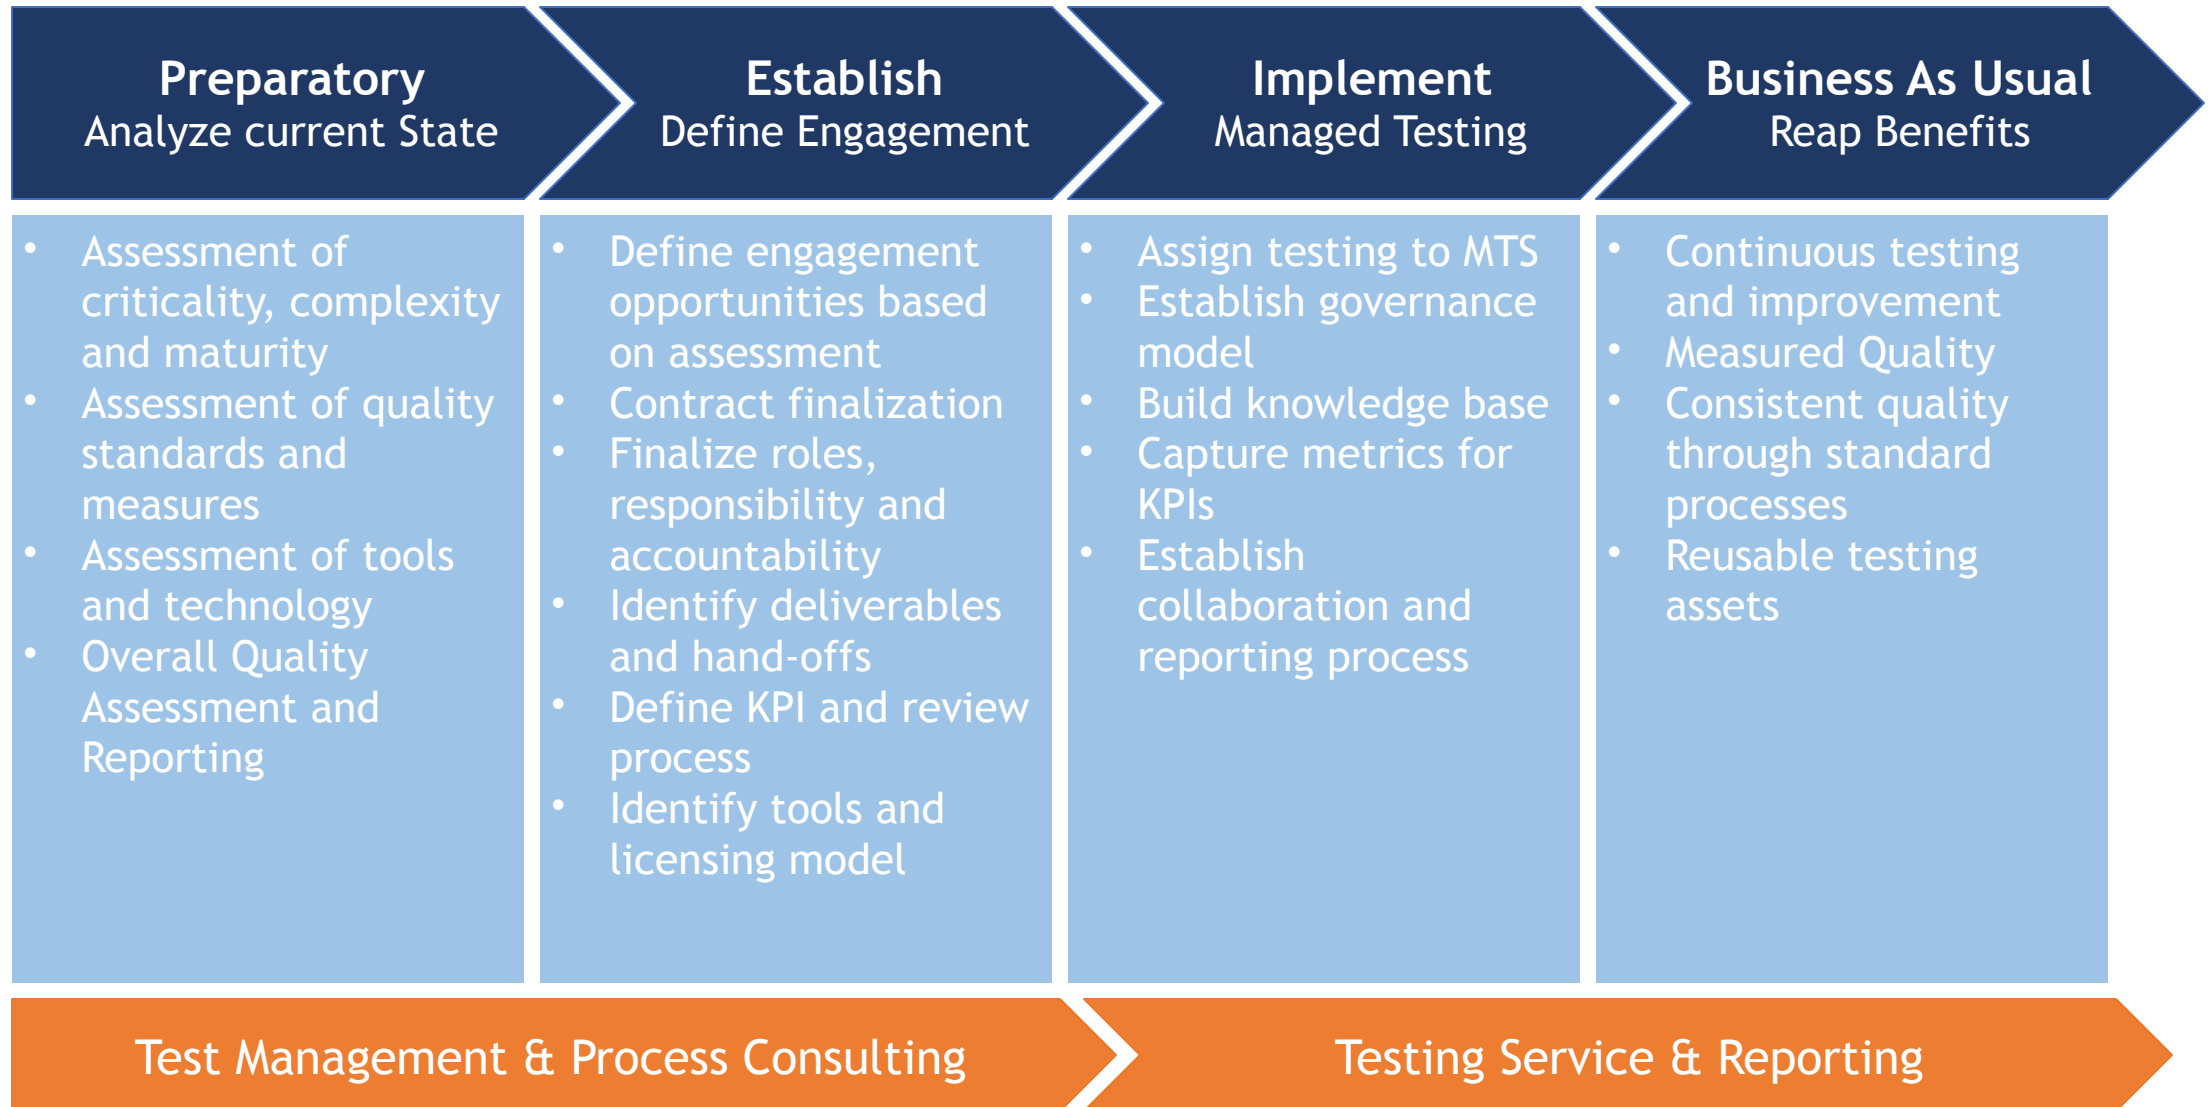 Preparatory
Analyze current State
Establish
Define Engagement
Implement
Managed Testing
Business As Usual
Reap Benefits
• Assessment of
criticality, complexity
and maturity
• Assessment of quality
standards and
measures
• Assessment of tools
and technology
• Overall Quality
Assessment and
Reporting
• Define engagement
opportunities based
on assessment
• Contract finalization
• Finalize roles,
responsibility and
accountability
• Identify deliverables
and hand-offs
• Define KPI and review
process
• Identify tools and
licensing model
• Assign testing to MTS
• Establish governance
model
• Build knowledge base
• Capture metrics for
KPIs
• Establish
collaboration and
reporting process
• Continuous testing
and improvement
• Measured Quality
• Consistent quality
through standard
processes
• Reusable testing
assets
Test Management & Process Consulting
Testing Service & Reporting